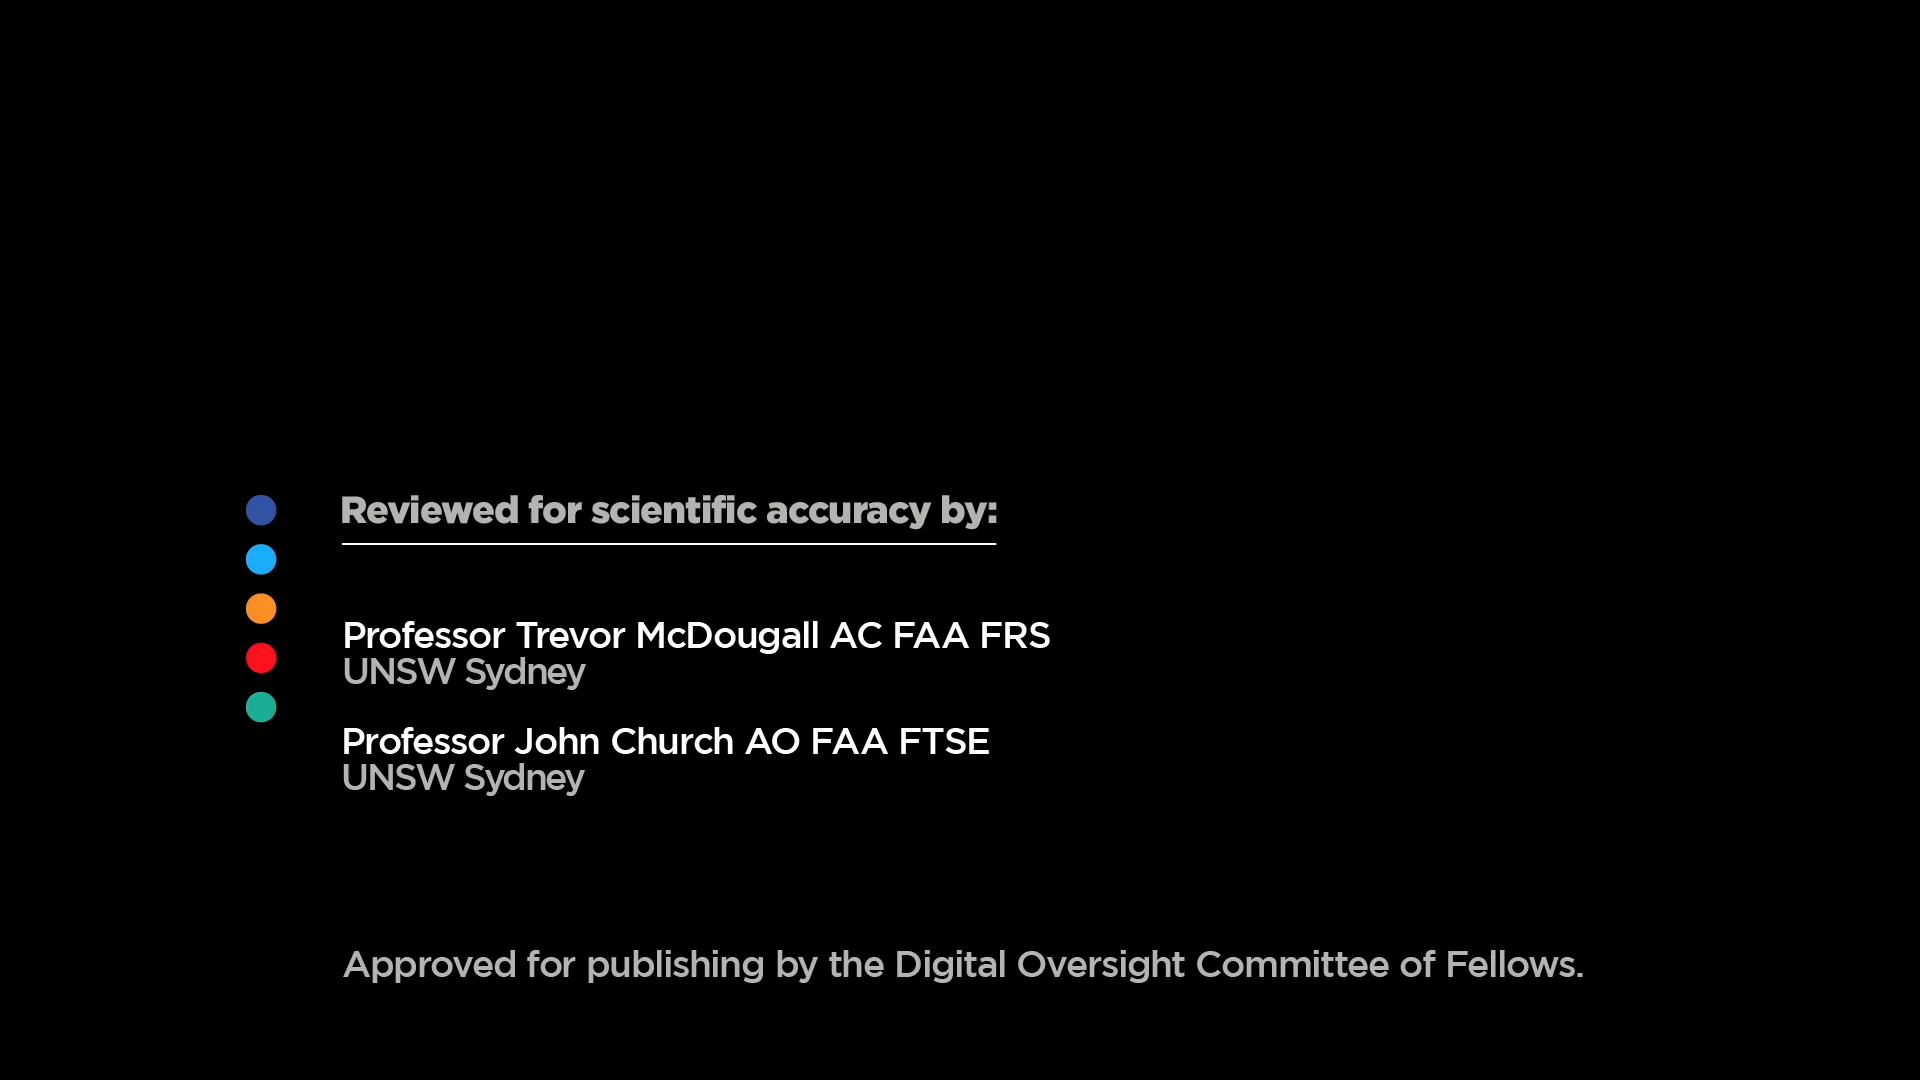 Reviewed for scientific accuracy by:
Professor Trevor McDougall AC FAA FRS
UNSW Sydney
Professor John Church AO FAA FTSE
UNSW Sydney
Approved for publishing by the Digital Oversight Committee of Fellows.